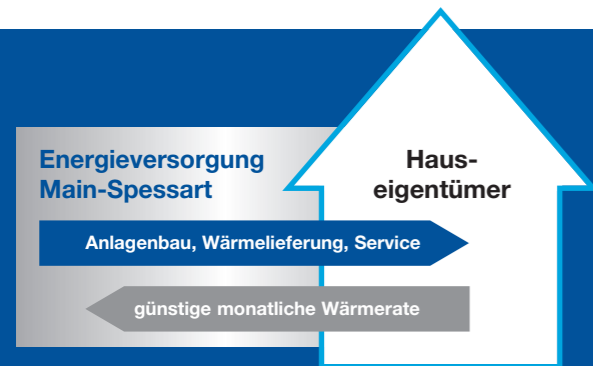 Energieversorgung
Main-Spessart
Haus-
eigentümer
Anlagenbau, Wärmelieferung, Service
günstige monatliche Wärmerate